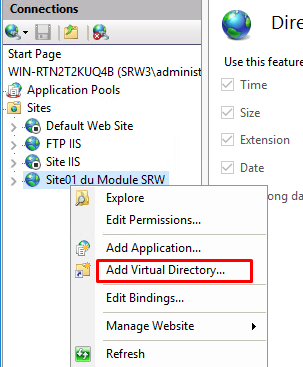 Connections
Start Page
WIN-RTN2T2KUQ4B (SRW3\administ
Application Pools
Sites
Default Web Site
FTP IIS
Site IIS
Site01 du Module SRW
Explore
Edit Permissions...
Add Application...
Add Virtual Directory...
Edit Bindings...
Manage Website
Refresh
Direc
Use this feature
Time
Size
Extension
Date
ong da